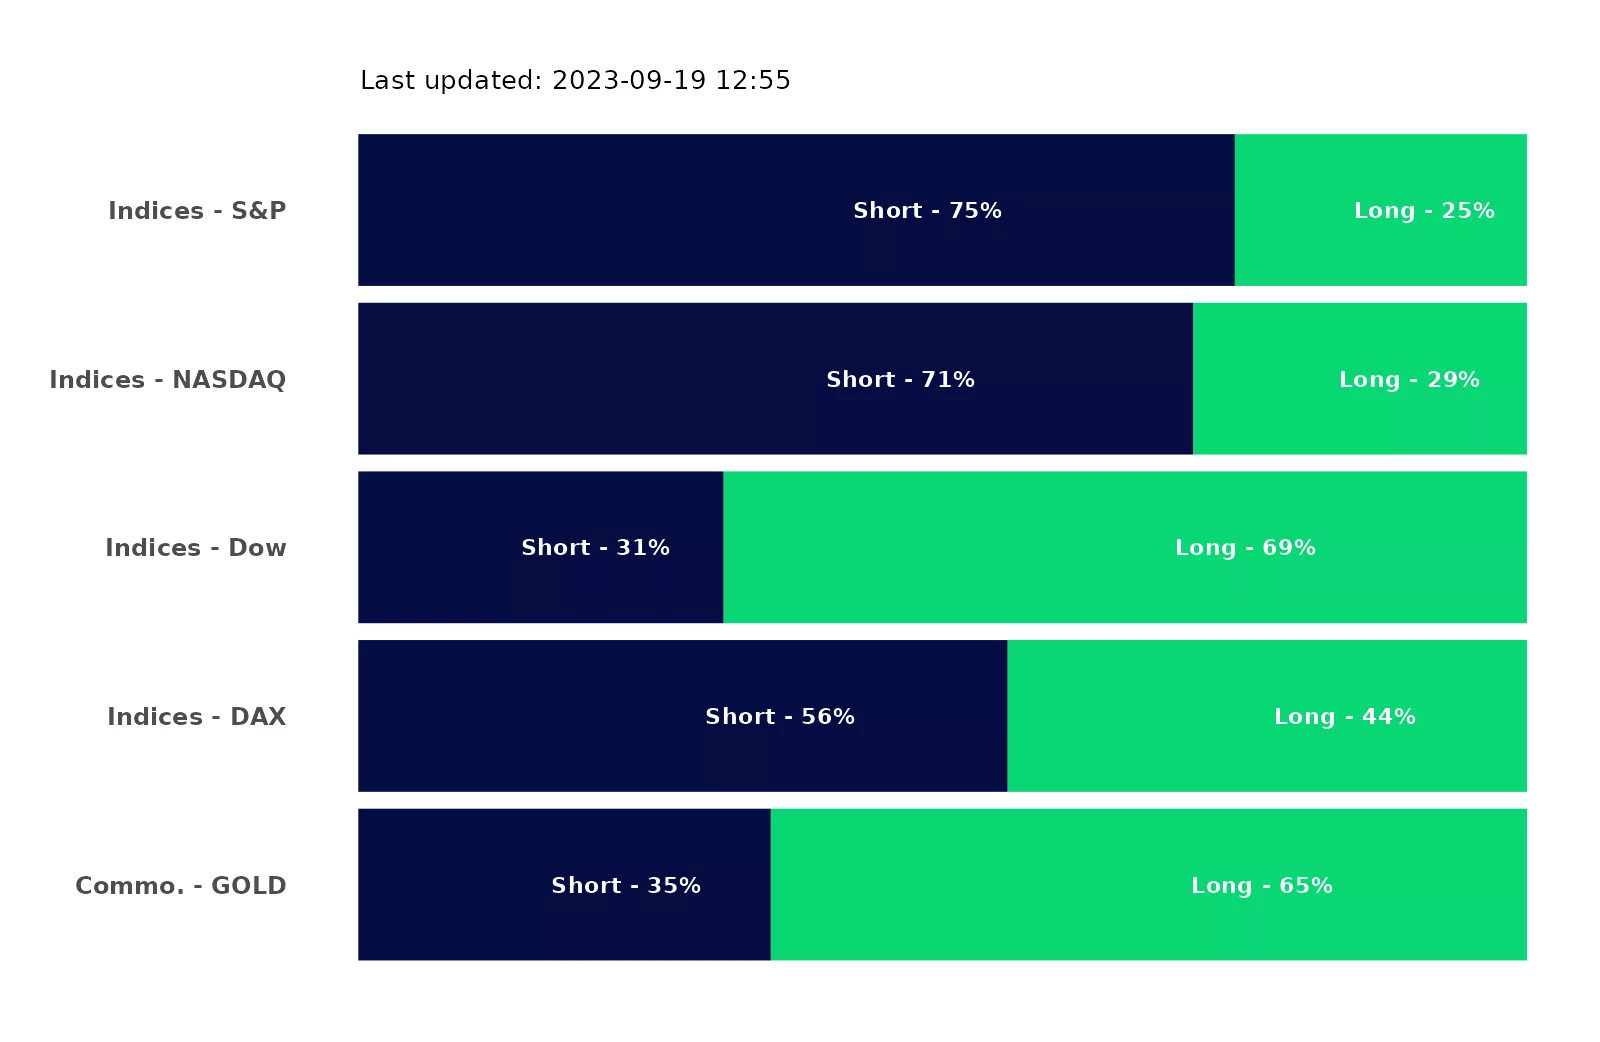 Last updated: 2023-09-19 12:55
Indices - S&P Short - 75% Long - 25%
Indices - NASDAQ Short - 71% Long - 29%
Indices - Dow Short - 31% Long - 69%
Indices - DAX Short - 56% Long - 44%
Commo. - GOLD Short - 35% Long - 65%